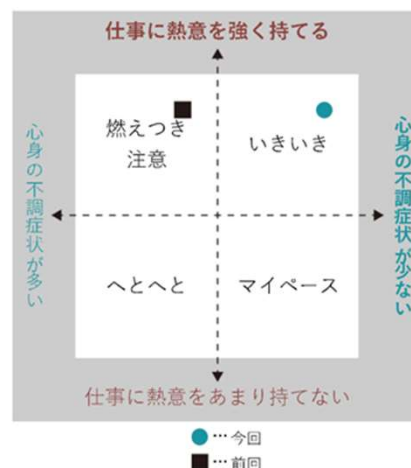 仕事に熱意を強く持てる
心身の不調症状が多い
燃えつき
注意
いきいき
心身の不調症状が少ない
へとへと
マイペース
仕事に熱意をあまり持てない
●…今回
■…前回